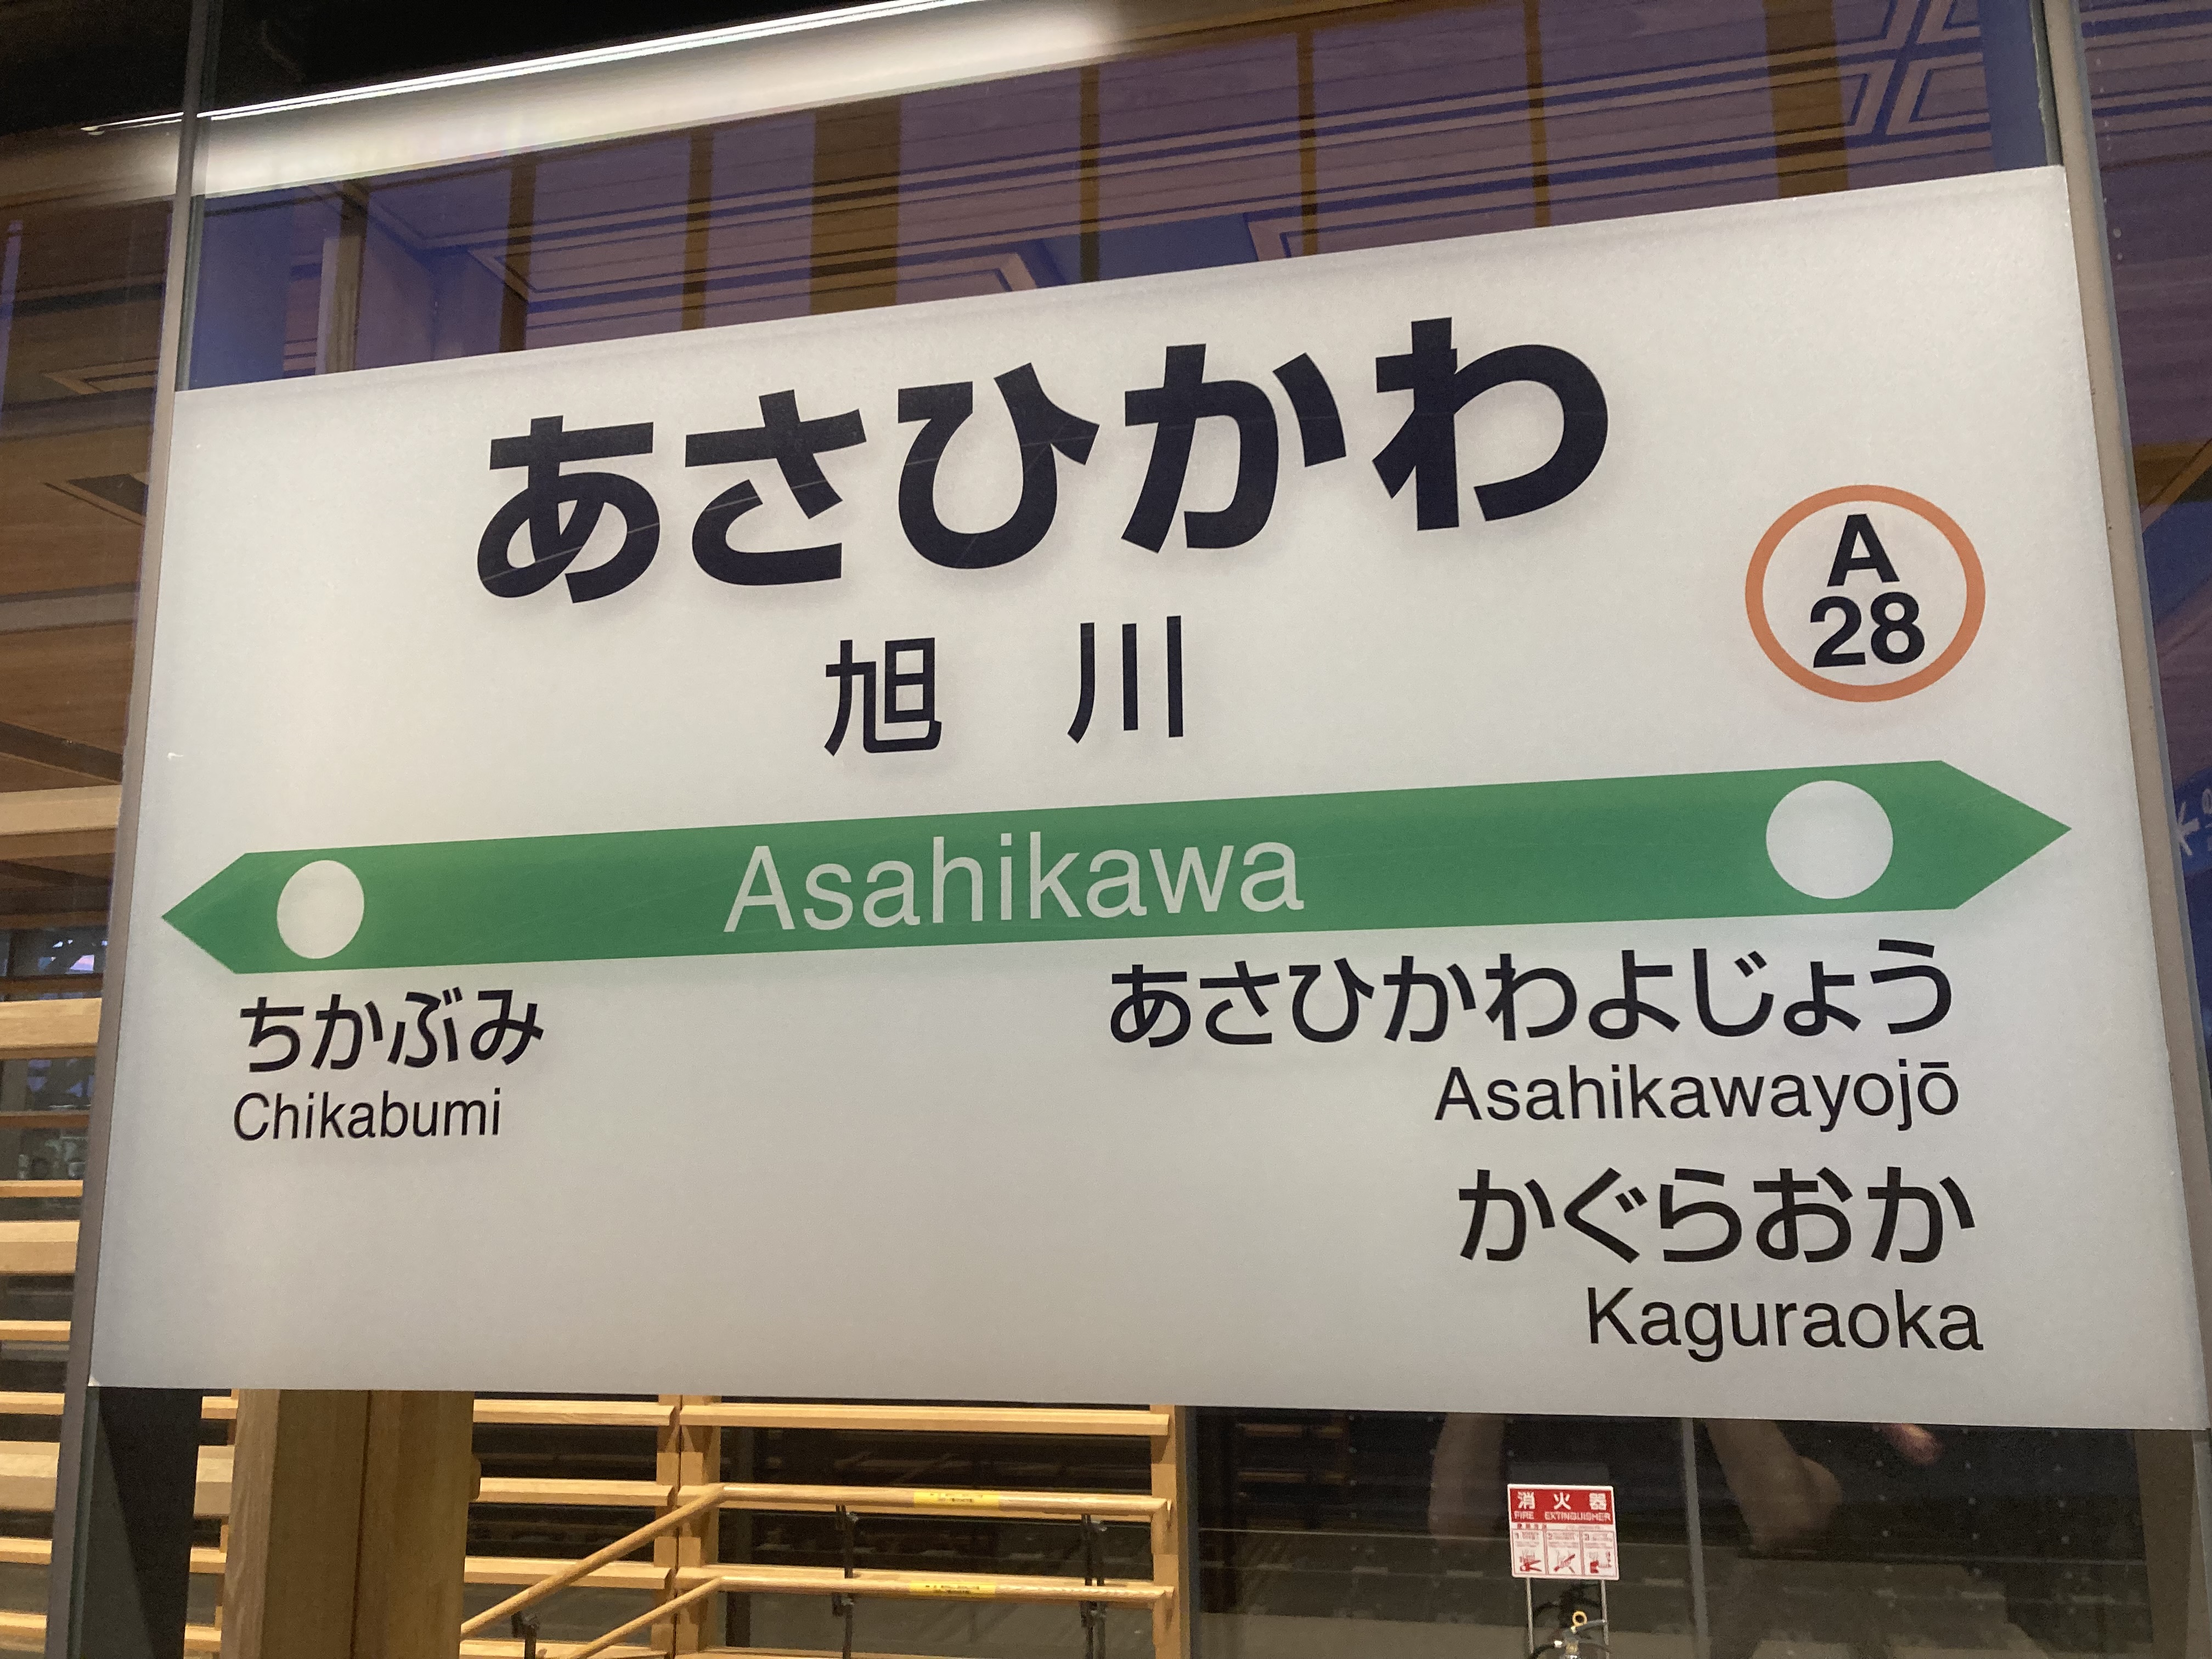 あさひかわ
旭川
A
28
Asahikawa
ちかぶみ
Chikabumi
あさひかわよじょう
Asahikawayojō
かぐらおか
Kaguraoka
消火器
FIRE EXTINGUISHER